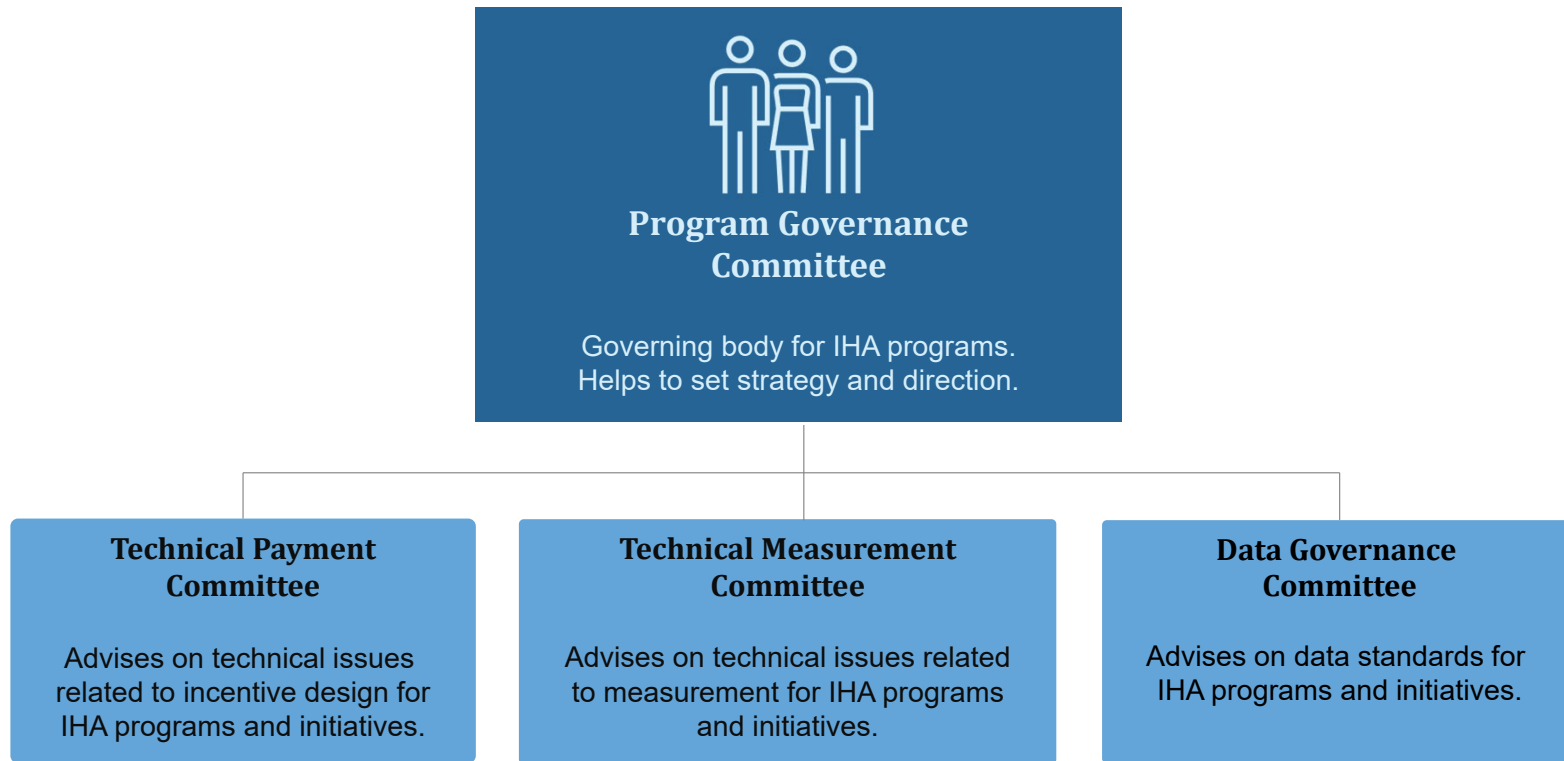 Program Governance
Committee
Governing body for IHA programs.
Helps to set strategy and direction.
Technical Payment
Committee
Advises on technical issues
related to incentive design for
IHA programs and initiatives.
Technical Measurement
Committee
Advises on technical issues related
to measurement for IHA programs
and initiatives.
Data Governance
Committee
Advises on data standards for
IHA programs and initiatives.